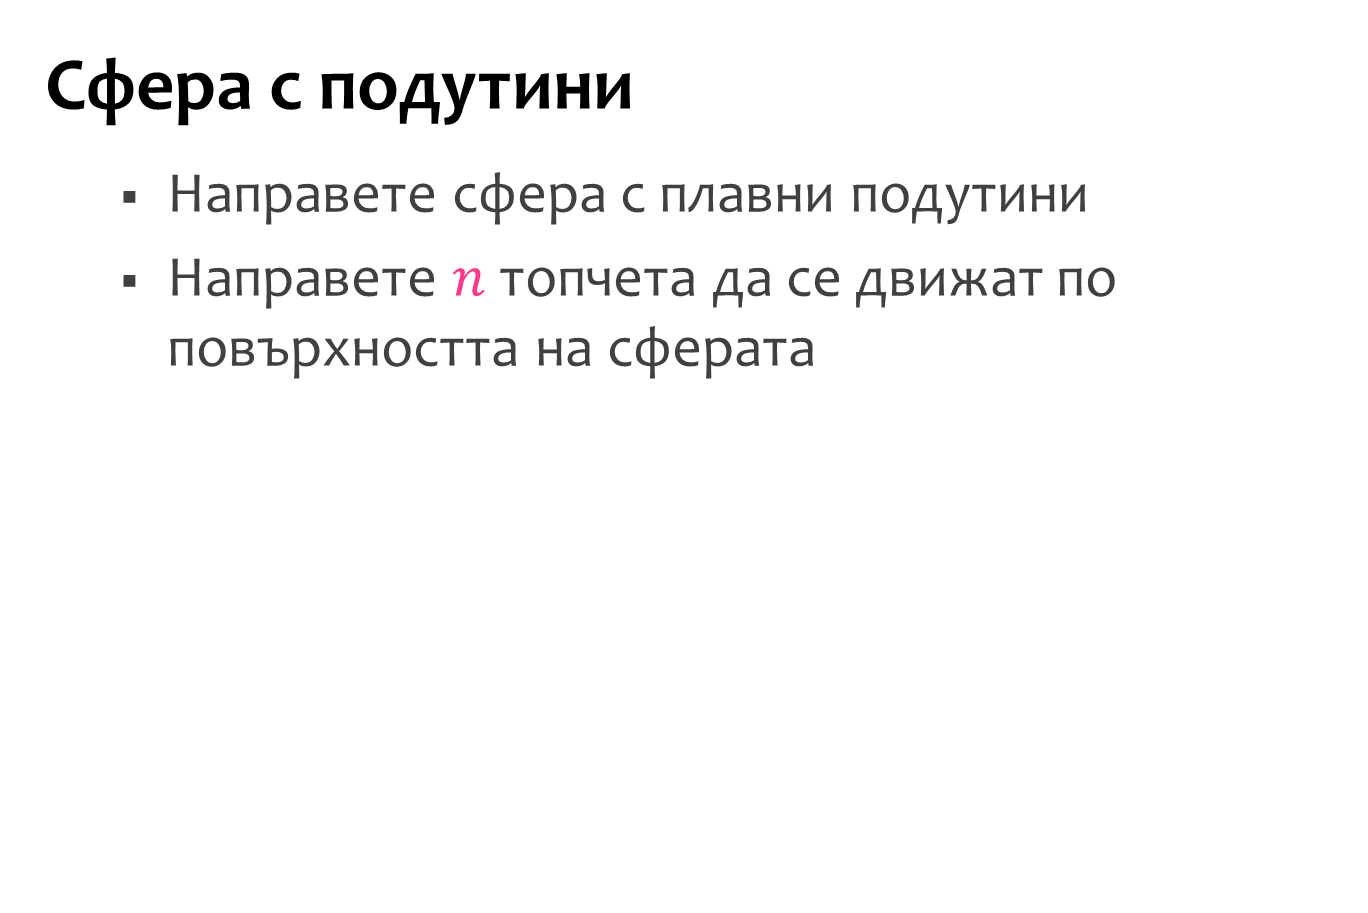 Сфера с подутини
▪ Направете сфера с плавни подутини
▪ Направете n топчета да се движат по
повърхността на сферата